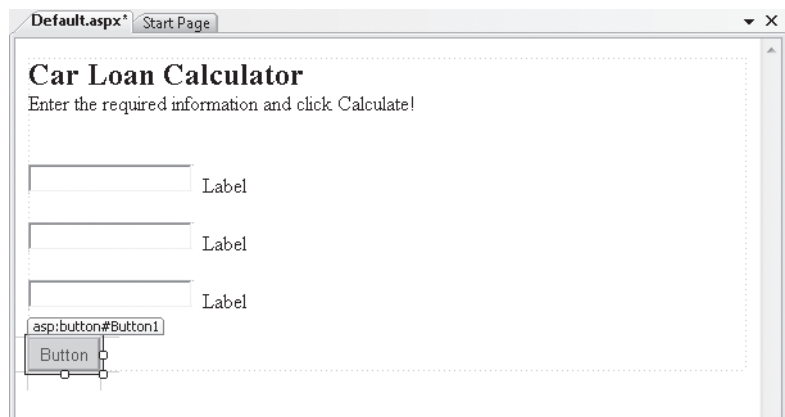 Default.aspx* Start Page
Car Loan Calculator
Enter the required information and click Calculate!
Label
Label
Label
asp:button#Button1
Button